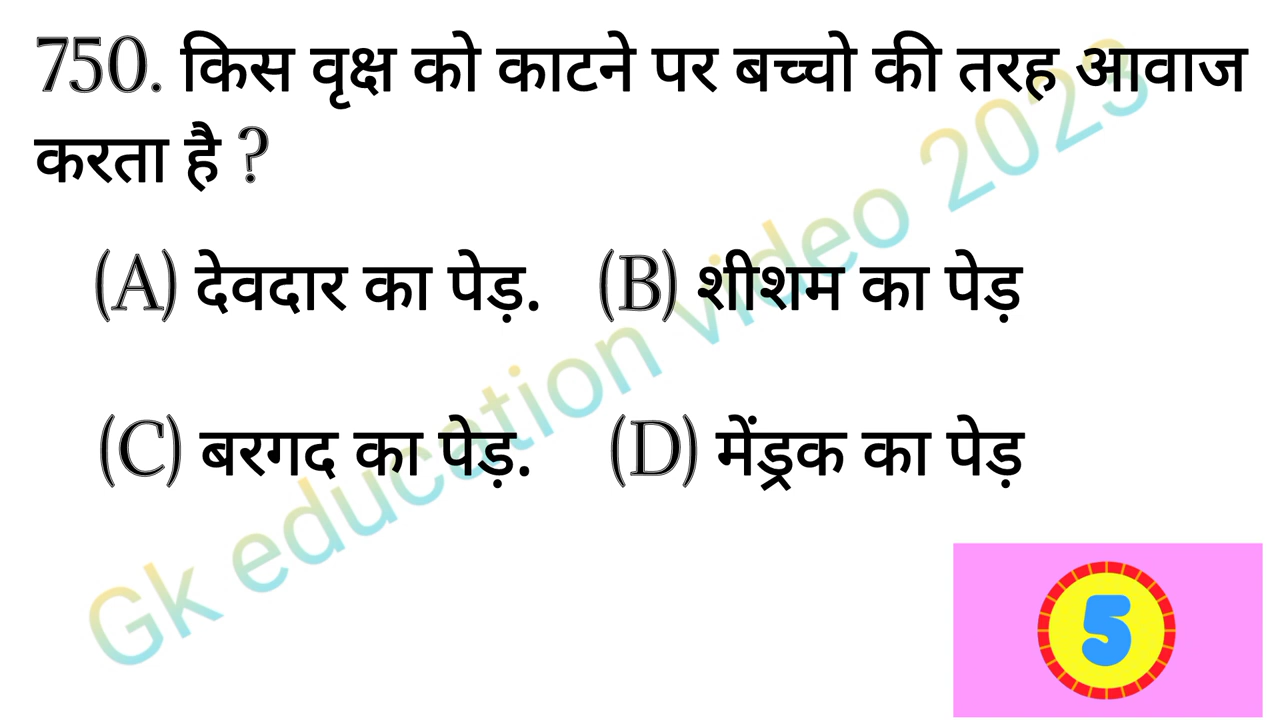 750. किस वृक्ष को काटने पर बच्चो की तरह आवाज
करता है ?
(A) देवदार का पेड़. (B) शीशम का पेड़
(C) बरगद का पेड़. (D) मेंड्रक का पेड़
Gk education video 2023
5